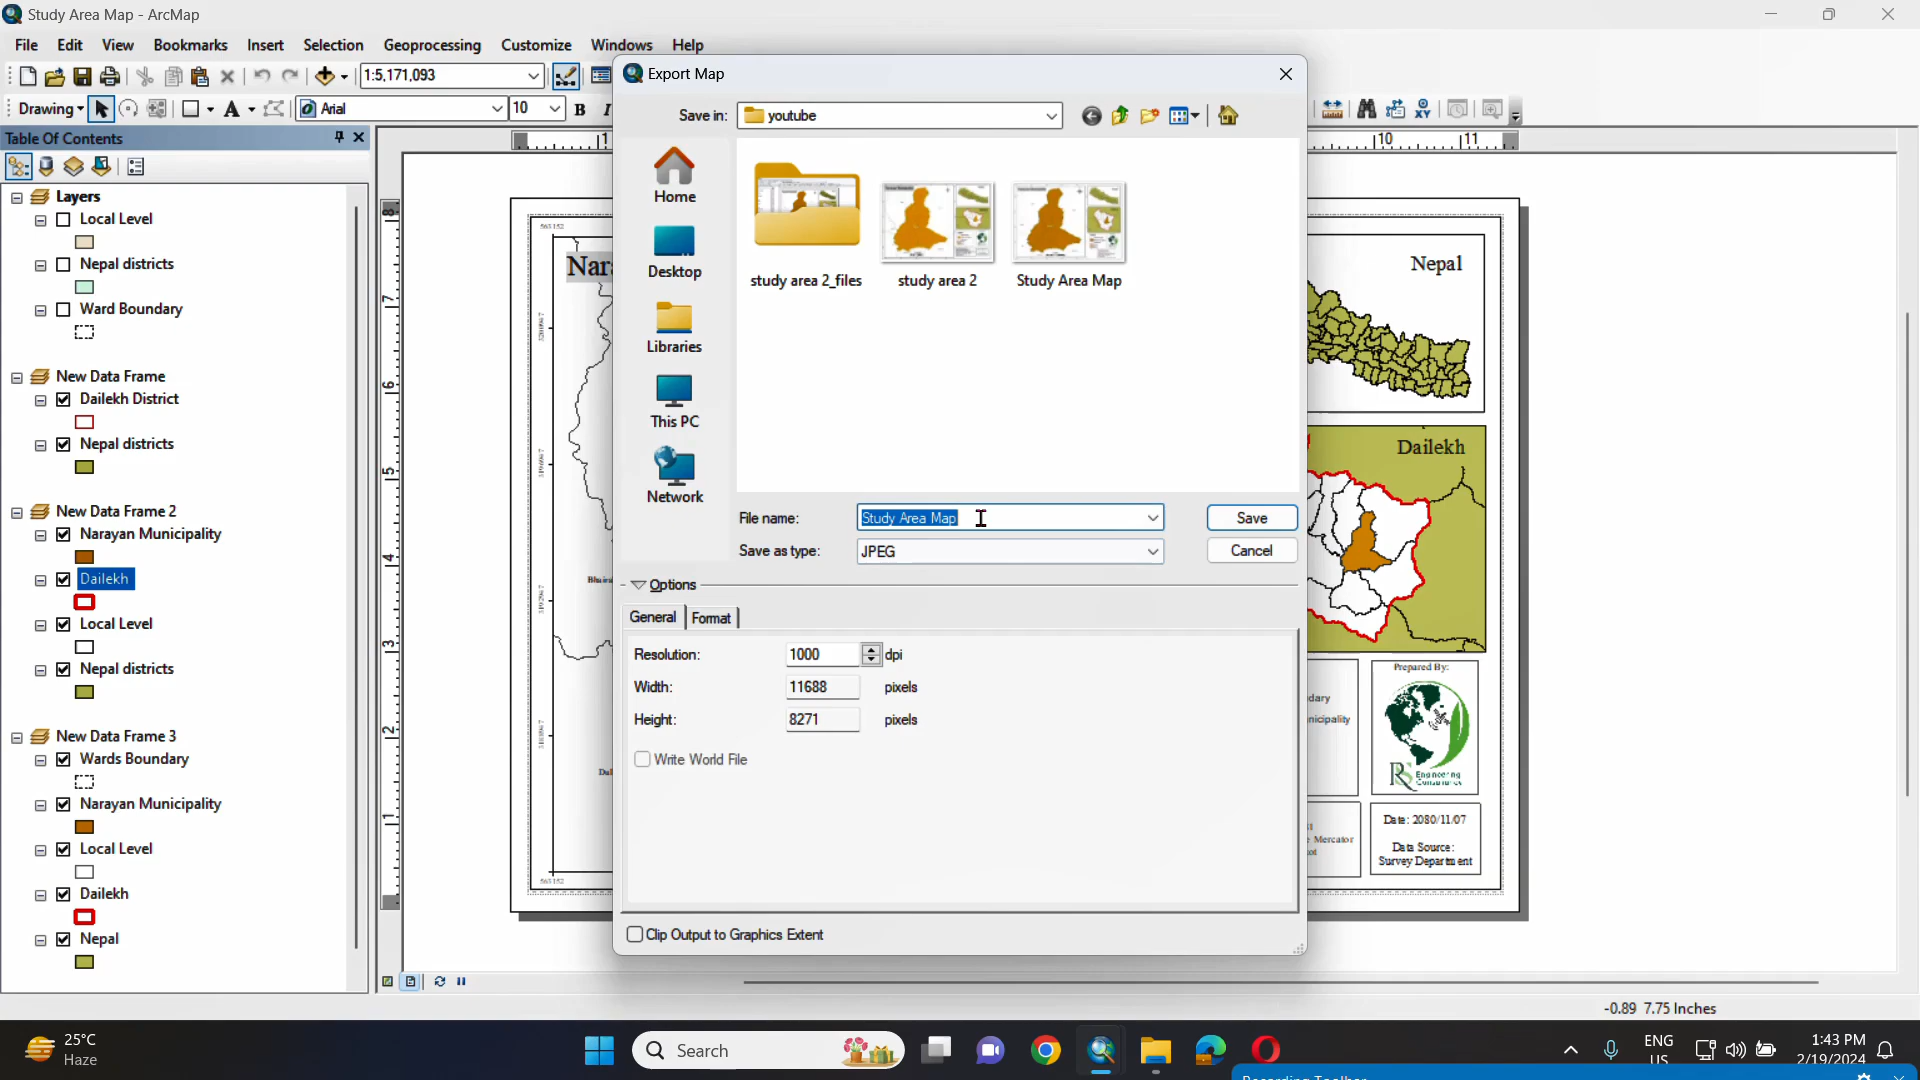 Study Area Map - ArcMap
File Edit View Bookmarks Insert Selection Geoprocessing Customize Windows Help
1:5,171,093
Drawing Arial 10 B I
Table Of Contents
Layers
Local Level
Nepal districts
Ward Boundary
New Data Frame
Dailekh District
Nepal districts
New Data Frame 2
Narayan Municipality
Dailekh
Local Level
Nepal districts
New Data Frame 3
Wards Boundary
Narayan Municipality
Local Level
Dailekh
Nepal
Export Map
Save in: youtube
Home
Desktop
Libraries
This PC
Network
study area 2_files
study area 2
Study Area Map
File name: Study Area Map
Save as type: JPEG
Save
Cancel
Options
General Format
Resolution: 1000 dpi
Width: 11688 pixels
Height: 8271 pixels
Write World File
Clip Output to Graphics Extent
10 11
Nepal
Dailekh
Prepared By:
RS Engineering
Consultancy
Date: 2080/11/07
Data Source:
Survey Department
-0.89 7.75 Inches
25°C
Haze
Search
ENG
US
1:43 PM
2/19/2024